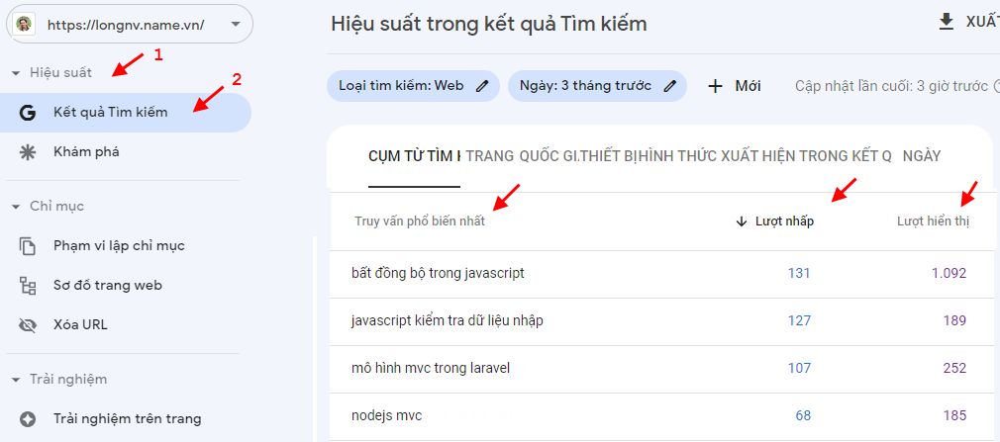 https://longnv.name.vn/
Hiệu suất trong kết quả Tìm kiếm
XUẤT
1
Hiệu suất
2
Kết quả Tìm kiếm
Khám phá
Loại tìm kiếm: Web
Ngày: 3 tháng trước
Mới
Cập nhật lần cuối: 3 giờ trước
CỤM TỪ TÌM TRANG QUỐC GI.THIẾT BỊ HÌNH THỨC XUẤT HIỆN TRONG KẾT Q NGÀY
Chỉ mục
Phạm vi lập chỉ mục
Sơ đồ trang web
Xóa URL
Trải nghiệm
Trải nghiệm trên trang
Truy vấn phổ biến nhất Lượt nhấp Lượt hiển thị
bất đồng bộ trong javascript 131 1.092
javascript kiểm tra dữ liệu nhập 127 189
mô hình mvc trong laravel 107 252
nodejs mvc 68 185